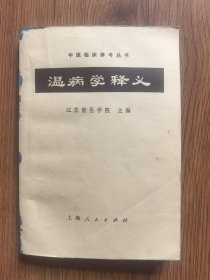 中医临床参考丛书
温病学释义
江苏新医学院 主编
上海人民出版社